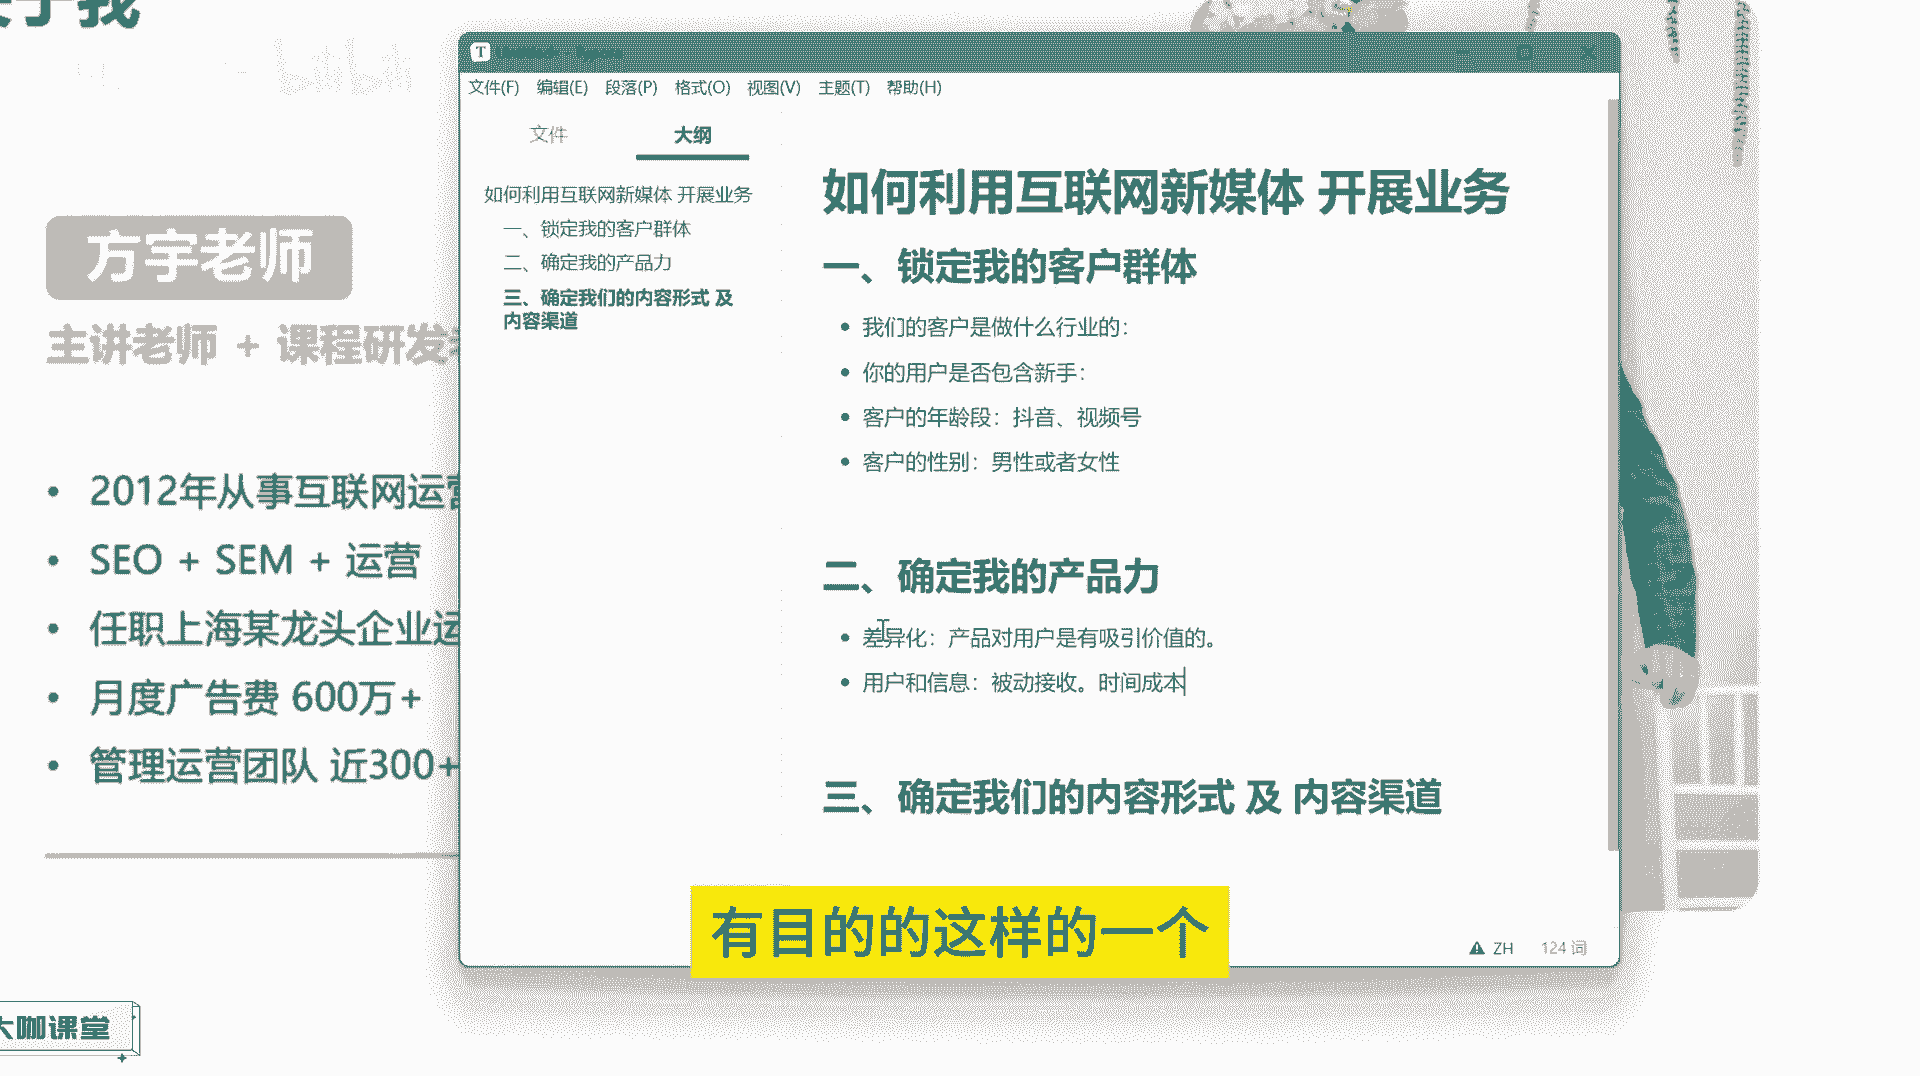 bilibili
方宇老师
主讲老师 + 课程研发
2012年从事互联网运营
SEO + SEM + 运营
任职上海某龙头企业运
月度广告费 600万+
管理运营团队 近300+
大咖课堂
文件(F) 编辑(E) 段落(P) 格式(O) 视图(V) 主题(T) 帮助(H)
文件 大纲
如何利用互联网新媒体 开展业务
一、锁定我的客户群体
二、确定我的产品力
三、确定我们的内容形式 及
内容渠道
如何利用互联网新媒体 开展业务
一、锁定我的客户群体
我们的客户是做什么行业的：
你的用户是否包含新手：
客户的年龄段：抖音、视频号
客户的性别：男性或者女性
二、确定我的产品力
差异化：产品对用户是有吸引价值的。
用户和信息：被动接收。时间成本
三、确定我们的内容形式 及 内容渠道
ZH 124 词
有目的的这样的一个